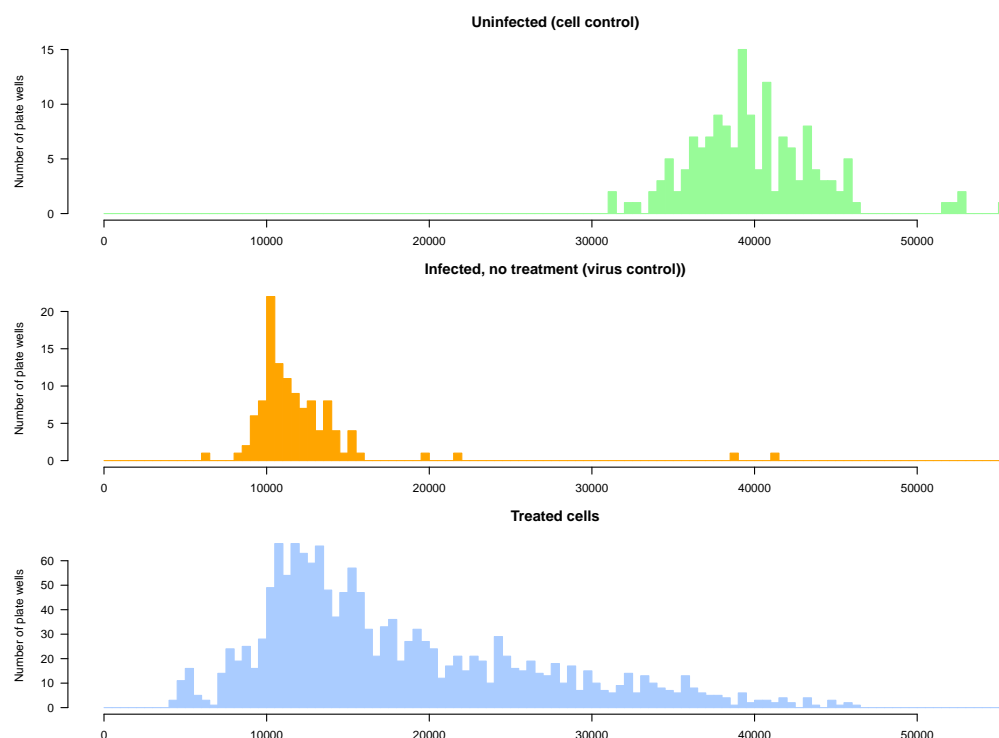 Uninfected (cell control)
Number of plate wells
15
10
5
0
0 10000 20000 30000 40000 50000
Infected, no treatment (virus control))
Number of plate wells
20
15
10
5
0
0 10000 20000 30000 40000 50000
Treated cells
Number of plate wells
60
50
40
30
20
10
0
0 10000 20000 30000 40000 50000